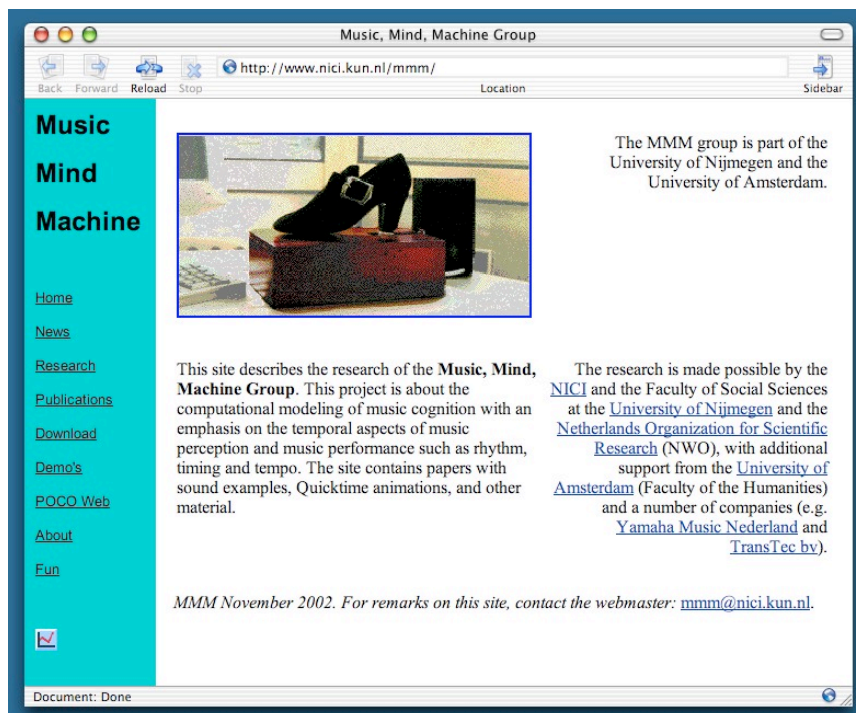 Music, Mind, Machine Group
http://www.nici.kun.nl/mmm/
Back Forward Reload Stop Location Sidebar
Music
Mind
Machine
Home
News
Research
Publications
Download
Demo's
POCO Web
About
Fun
The MMM group is part of the
University of Nijmegen and the
University of Amsterdam.
This site describes the research of the Music, Mind,
Machine Group. This project is about the
computational modeling of music cognition with an
emphasis on the temporal aspects of music
perception and music performance such as rhythm,
timing and tempo. The site contains papers with
sound examples, Quicktime animations, and other
material.
The research is made possible by the
NICI and the Faculty of Social Sciences
at the University of Nijmegen and the
Netherlands Organization for Scientific
Research (NWO), with additional
support from the University of
Amsterdam (Faculty of the Humanities)
and a number of companies (e.g.
Yamaha Music Nederland and
TransTec bv).
MMM November 2002. For remarks on this site, contact the webmaster: mmm@nici.kun.nl.
Document: Done